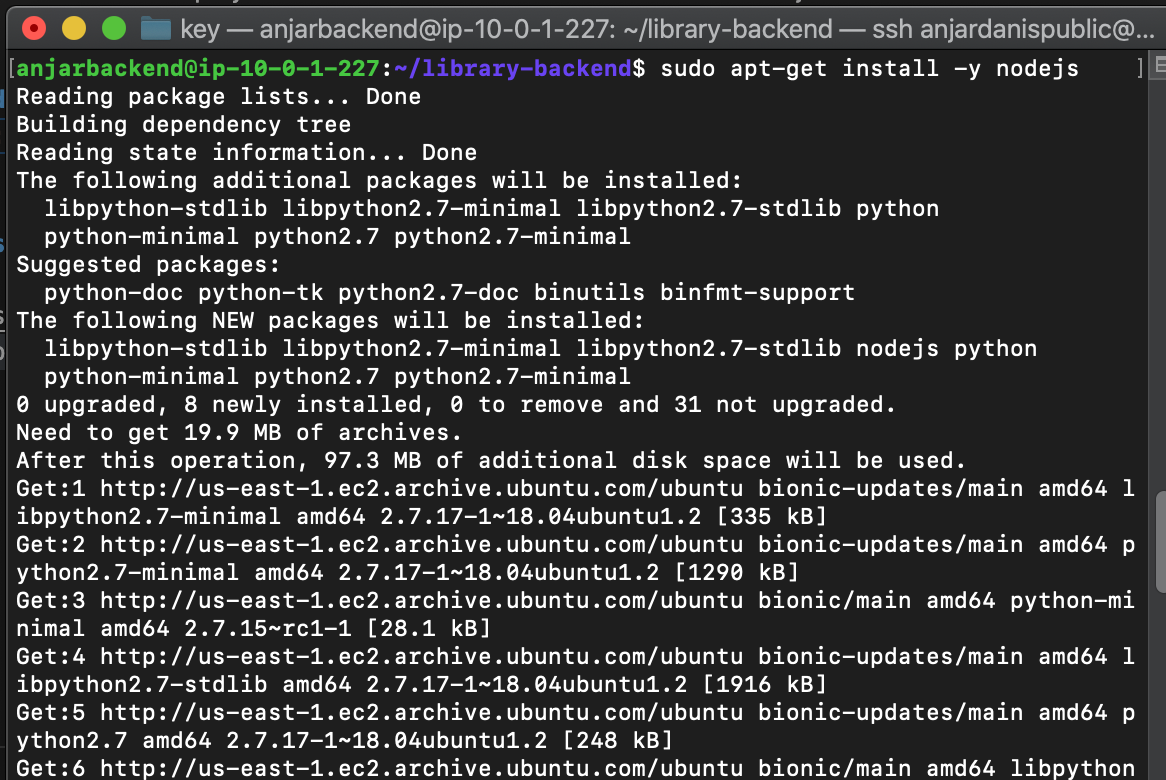 key — anjarbackend@ip-10-0-1-227: ~/library-backend — ssh anjardanispublic@...
[anjarbackend@ip-10-0-1-227:~/library-backend$ sudo apt-get install -y nodejs ]
Reading package lists... Done
Building dependency tree
Reading state information... Done
The following additional packages will be installed:
  libpython-stdlib libpython2.7-minimal libpython2.7-stdlib python
  python-minimal python2.7 python2.7-minimal
Suggested packages:
  python-doc python-tk python2.7-doc binutils binfmt-support
The following NEW packages will be installed:
  libpython-stdlib libpython2.7-minimal libpython2.7-stdlib nodejs python
  python-minimal python2.7 python2.7-minimal
0 upgraded, 8 newly installed, 0 to remove and 31 not upgraded.
Need to get 19.9 MB of archives.
After this operation, 97.3 MB of additional disk space will be used.
Get:1 http://us-east-1.ec2.archive.ubuntu.com/ubuntu bionic-updates/main amd64 l
ibpython2.7-minimal amd64 2.7.17-1~18.04ubuntu1.2 [335 kB]
Get:2 http://us-east-1.ec2.archive.ubuntu.com/ubuntu bionic-updates/main amd64 p
ython2.7-minimal amd64 2.7.17-1~18.04ubuntu1.2 [1290 kB]
Get:3 http://us-east-1.ec2.archive.ubuntu.com/ubuntu bionic/main amd64 python-mi
nimal amd64 2.7.15~rc1-1 [28.1 kB]
Get:4 http://us-east-1.ec2.archive.ubuntu.com/ubuntu bionic-updates/main amd64 l
ibpython2.7-stdlib amd64 2.7.17-1~18.04ubuntu1.2 [1916 kB]
Get:5 http://us-east-1.ec2.archive.ubuntu.com/ubuntu bionic-updates/main amd64 p
ython2.7 amd64 2.7.17-1~18.04ubuntu1.2 [248 kB]
Get:6 http://us-east-1.ec2.archive.ubuntu.com/ubuntu bionic/main amd64 libpython